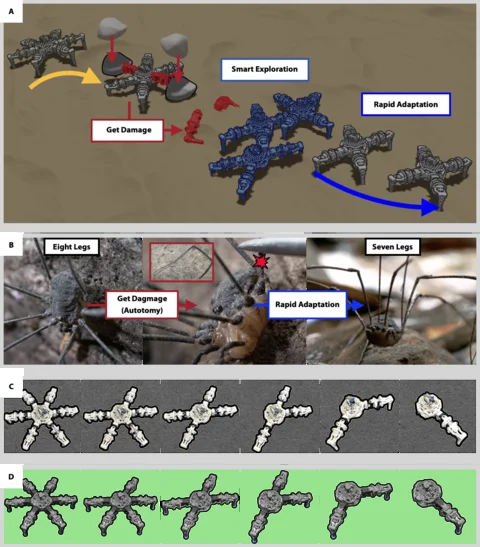 A
Smart Exploration
Rapid Adaptation
Get Damage
B
Eight Legs
Seven Legs
Get Dagmage
(Autotomy)
Rapid Adaptation
C
D